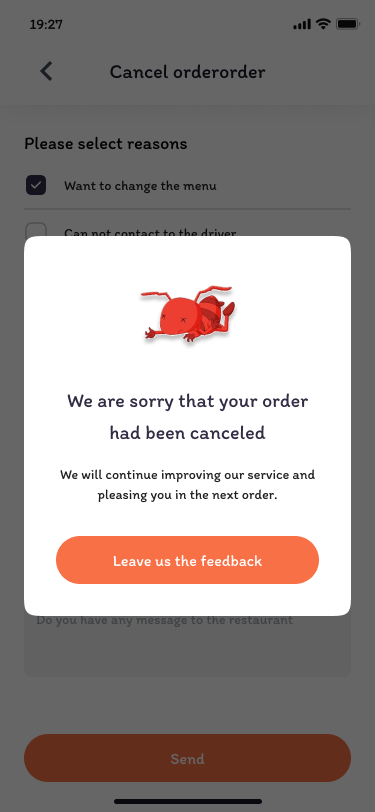 19:27
Cancel orderorder
Please select reasons
Want to change the menu
Can not contact to the driver
We are sorry that your order
had been canceled
We will continue improving our service and
pleasing you in the next order.
Leave us the feedback
Do you have any message to the restaurant
Send